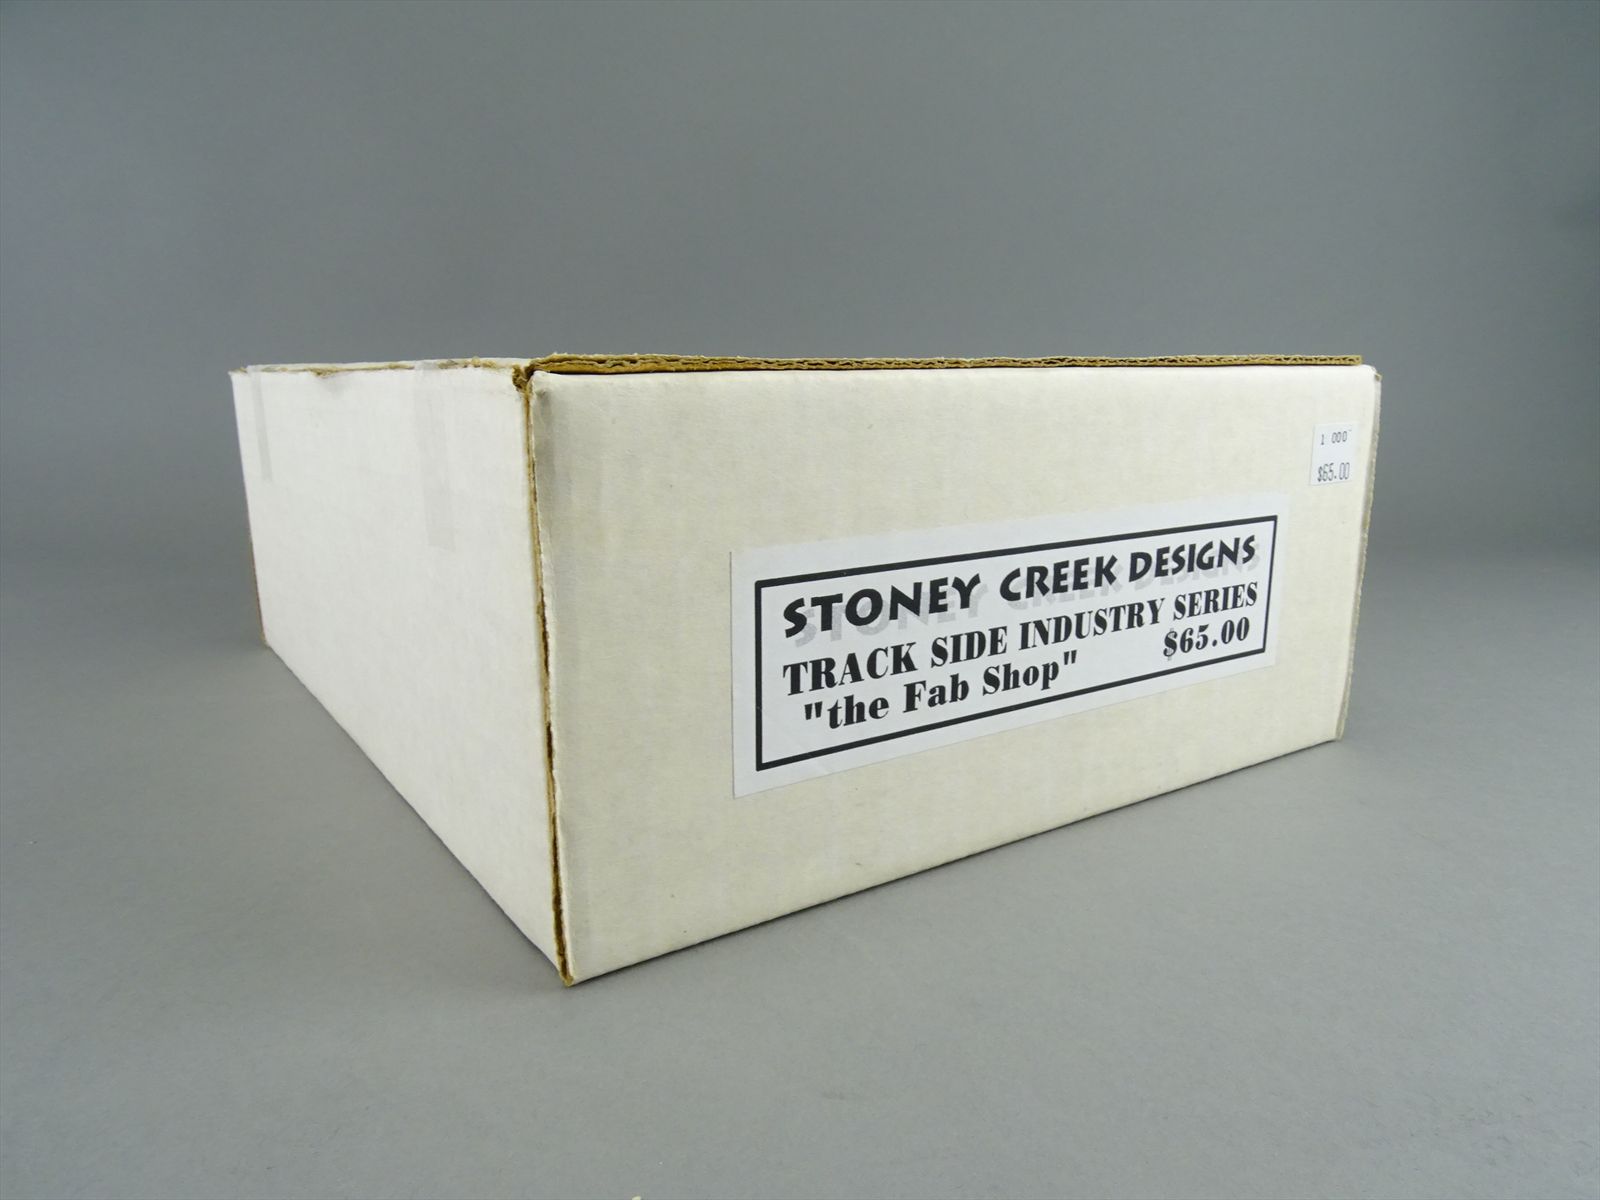 1 000
$65.00
STONEY CREEK DESIGNS
TRACK SIDE INDUSTRY SERIES
"the Fab Shop" $65.00